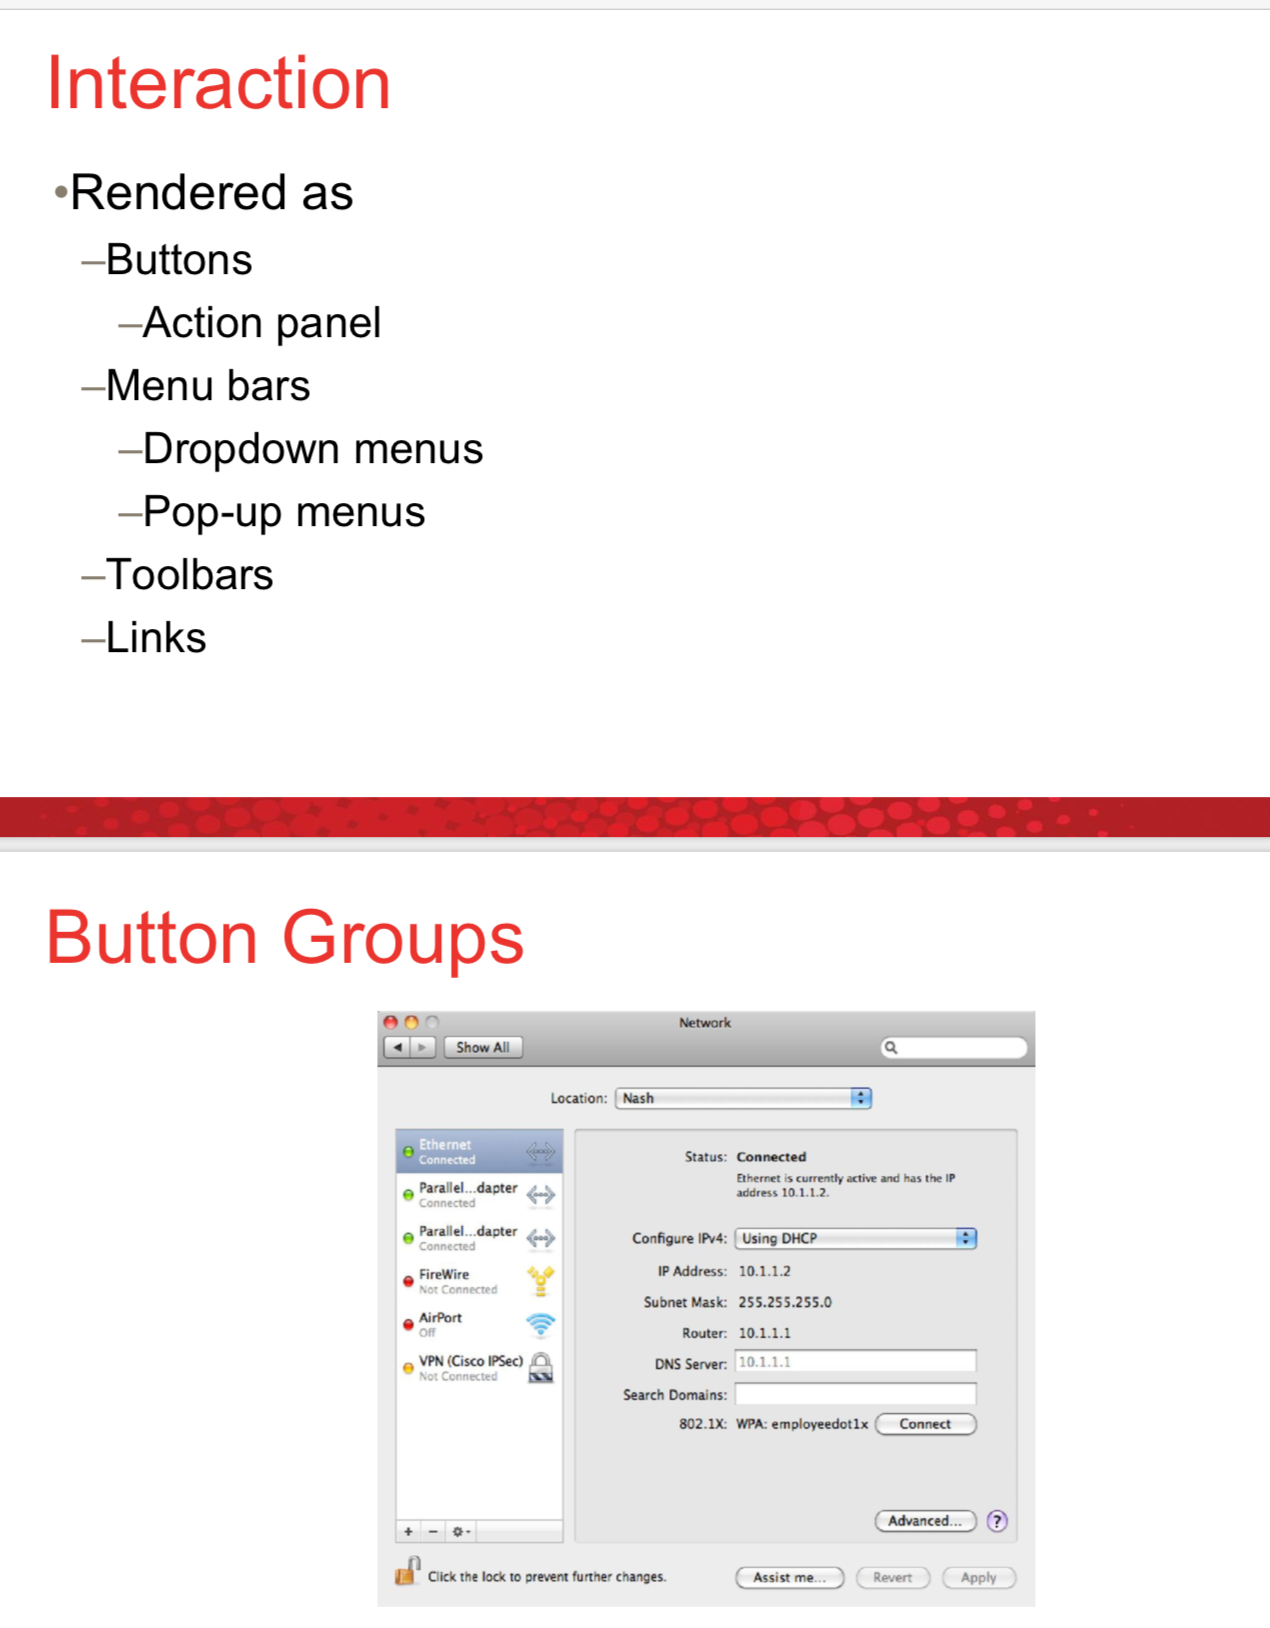 Interaction
•Rendered as
–Buttons
–Action panel
–Menu bars
–Dropdown menus
–Pop-up menus
–Toolbars
–Links
Button Groups
Network
Show All
Location: Nash
Ethernet
Connected
Parallel...dapter
Connected
Parallel...dapter
Connected
FireWire
Not Connected
AirPort
Off
VPN (Cisco IPSec)
Not Connected
Status: Connected
Ethernet is currently active and has the IP
address 10.1.1.2.
Configure IPv4: Using DHCP
IP Address: 10.1.1.2
Subnet Mask: 255.255.255.0
Router: 10.1.1.1
DNS Server: 10.1.1.1
Search Domains:
802.1X: WPA: employeedot1x Connect
Advanced... ?
+ –
Click the lock to prevent further changes.
Assist me... Revert Apply